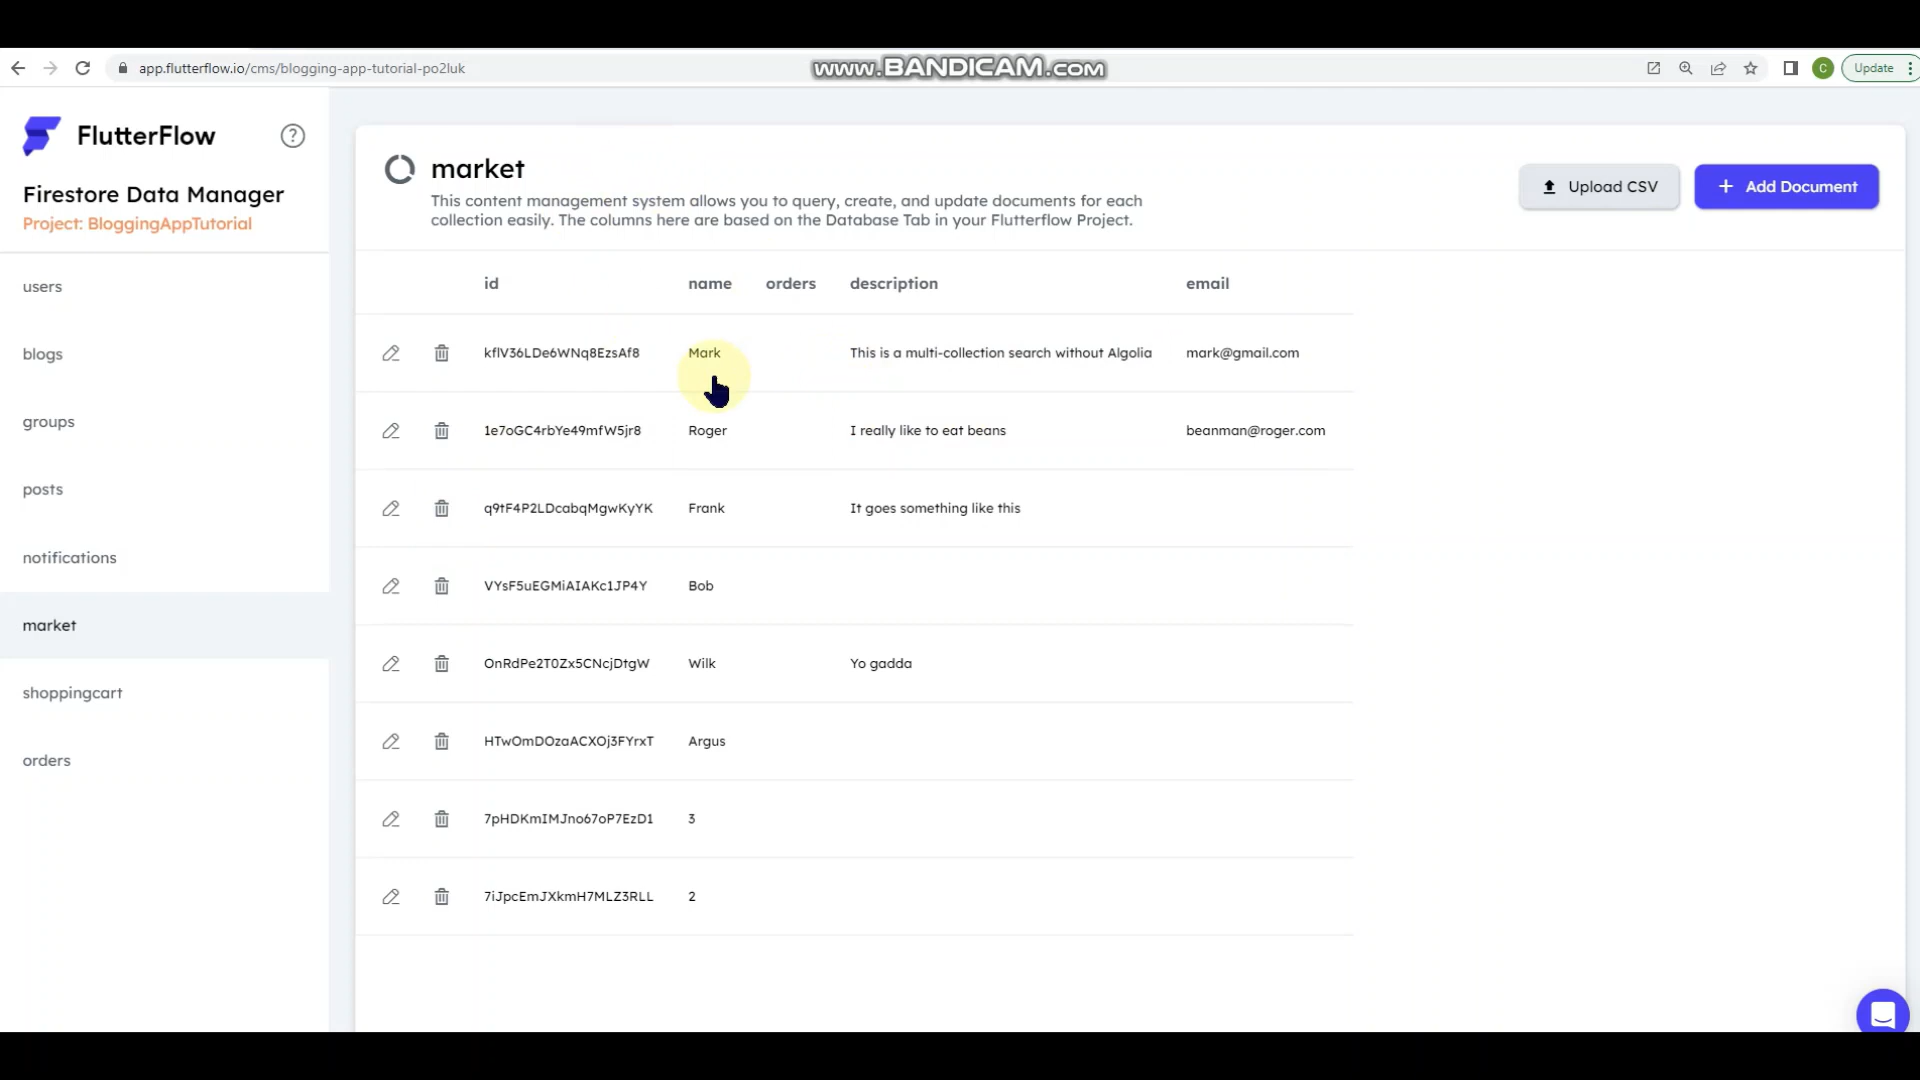 app.flutterflow.io/cms/blogging-app-tutorial-po2luk
www.BANDICAM.com
C
Update
FlutterFlow
?
Firestore Data Manager
Project: BloggingAppTutorial
users
blogs
groups
posts
notifications
market
shoppingcart
orders
market
This content management system allows you to query, create, and update documents for each
collection easily. The columns here are based on the Database Tab in your Flutterflow Project.
Upload CSV
+ Add Document
id name orders description email
kflV36LDe6WNq8EzsAf8 Mark This is a multi-collection search without Algolia mark@gmail.com
1e7oGC4rbYe49mfW5jr8 Roger I really like to eat beans beanman@roger.com
q9tF4P2LDcabqMgwKyYK Frank It goes something like this
VYsF5uEGMiAIAKc1JP4Y Bob
OnRdPe2T0Zx5CNcjDtgW Wilk Yo gadda
HTwOmDOzaACXOj3FYrxT Argus
7pHDKmIMJno67oP7EzD1 3
7iJpcEmJXkmH7MLZ3RLL 2